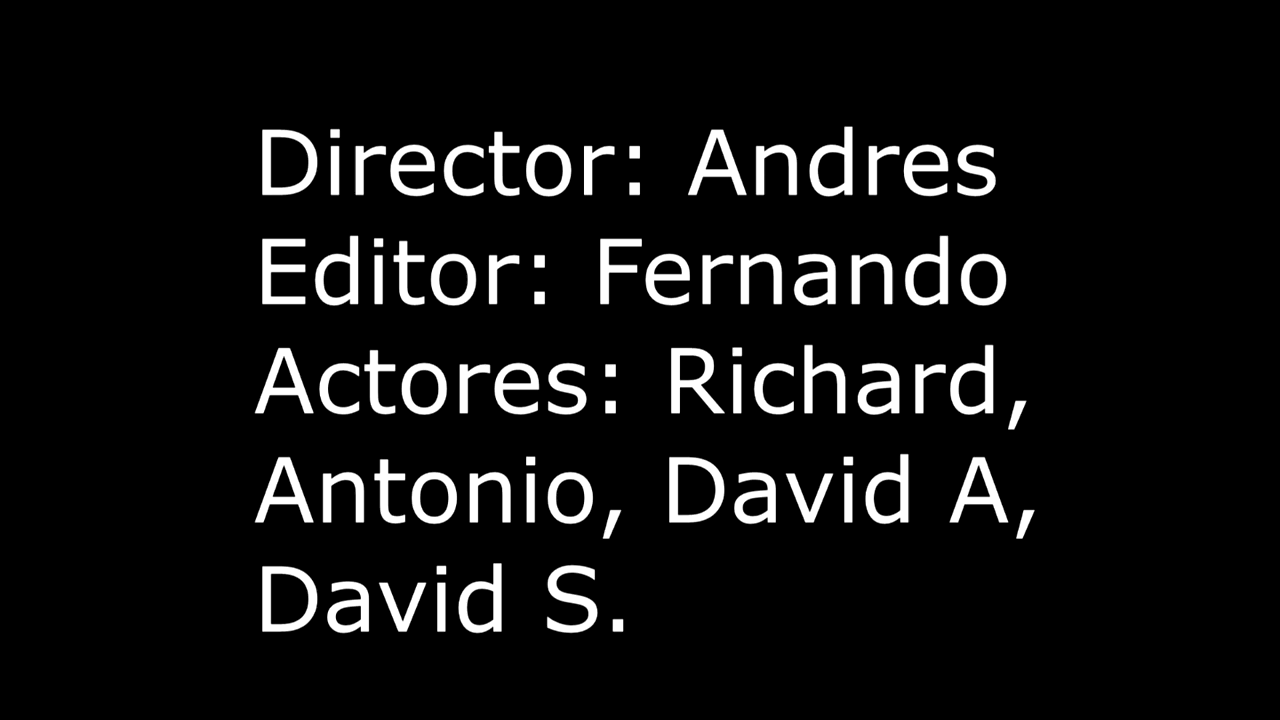 Director: Andres
Editor: Fernando
Actores: Richard,
Antonio, David A,
David S.